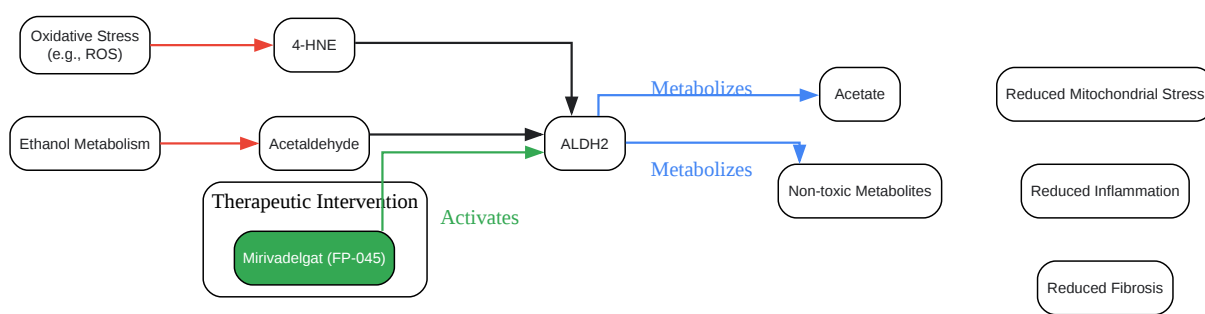 Oxidative Stress
(e.g., ROS)
4-HNE
Metabolizes
Acetate
Reduced Mitochondrial Stress
Ethanol Metabolism
Acetaldehyde
ALDH2
Metabolizes
Non-toxic Metabolites
Reduced Inflammation
Therapeutic Intervention
Activates
Mirivadelgat (FP-045)
Reduced Fibrosis